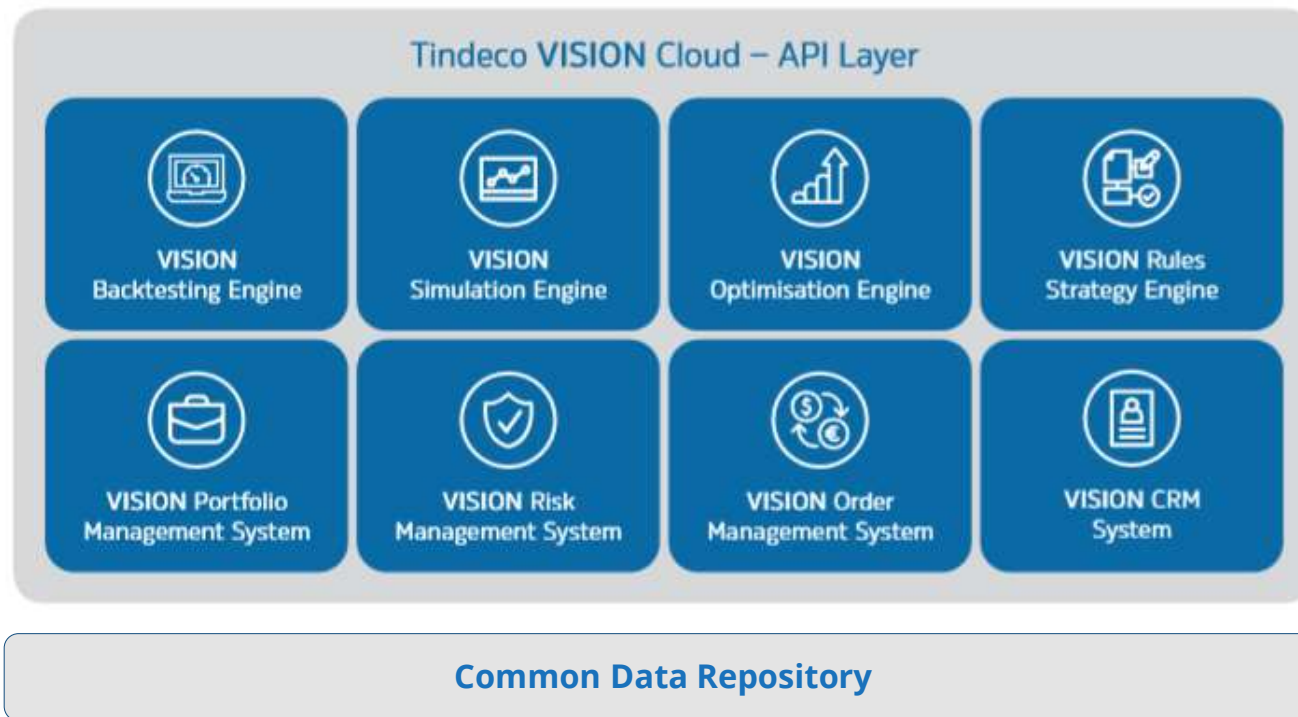 Tindeco VISION Cloud – API Layer
VISION
Backtesting Engine
VISION
Simulation Engine
VISION
Optimisation Engine
VISION Rules
Strategy Engine
VISION Portfolio
Management System
VISION Risk
Management System
VISION Order
Management System
VISION CRM
System
Common Data Repository